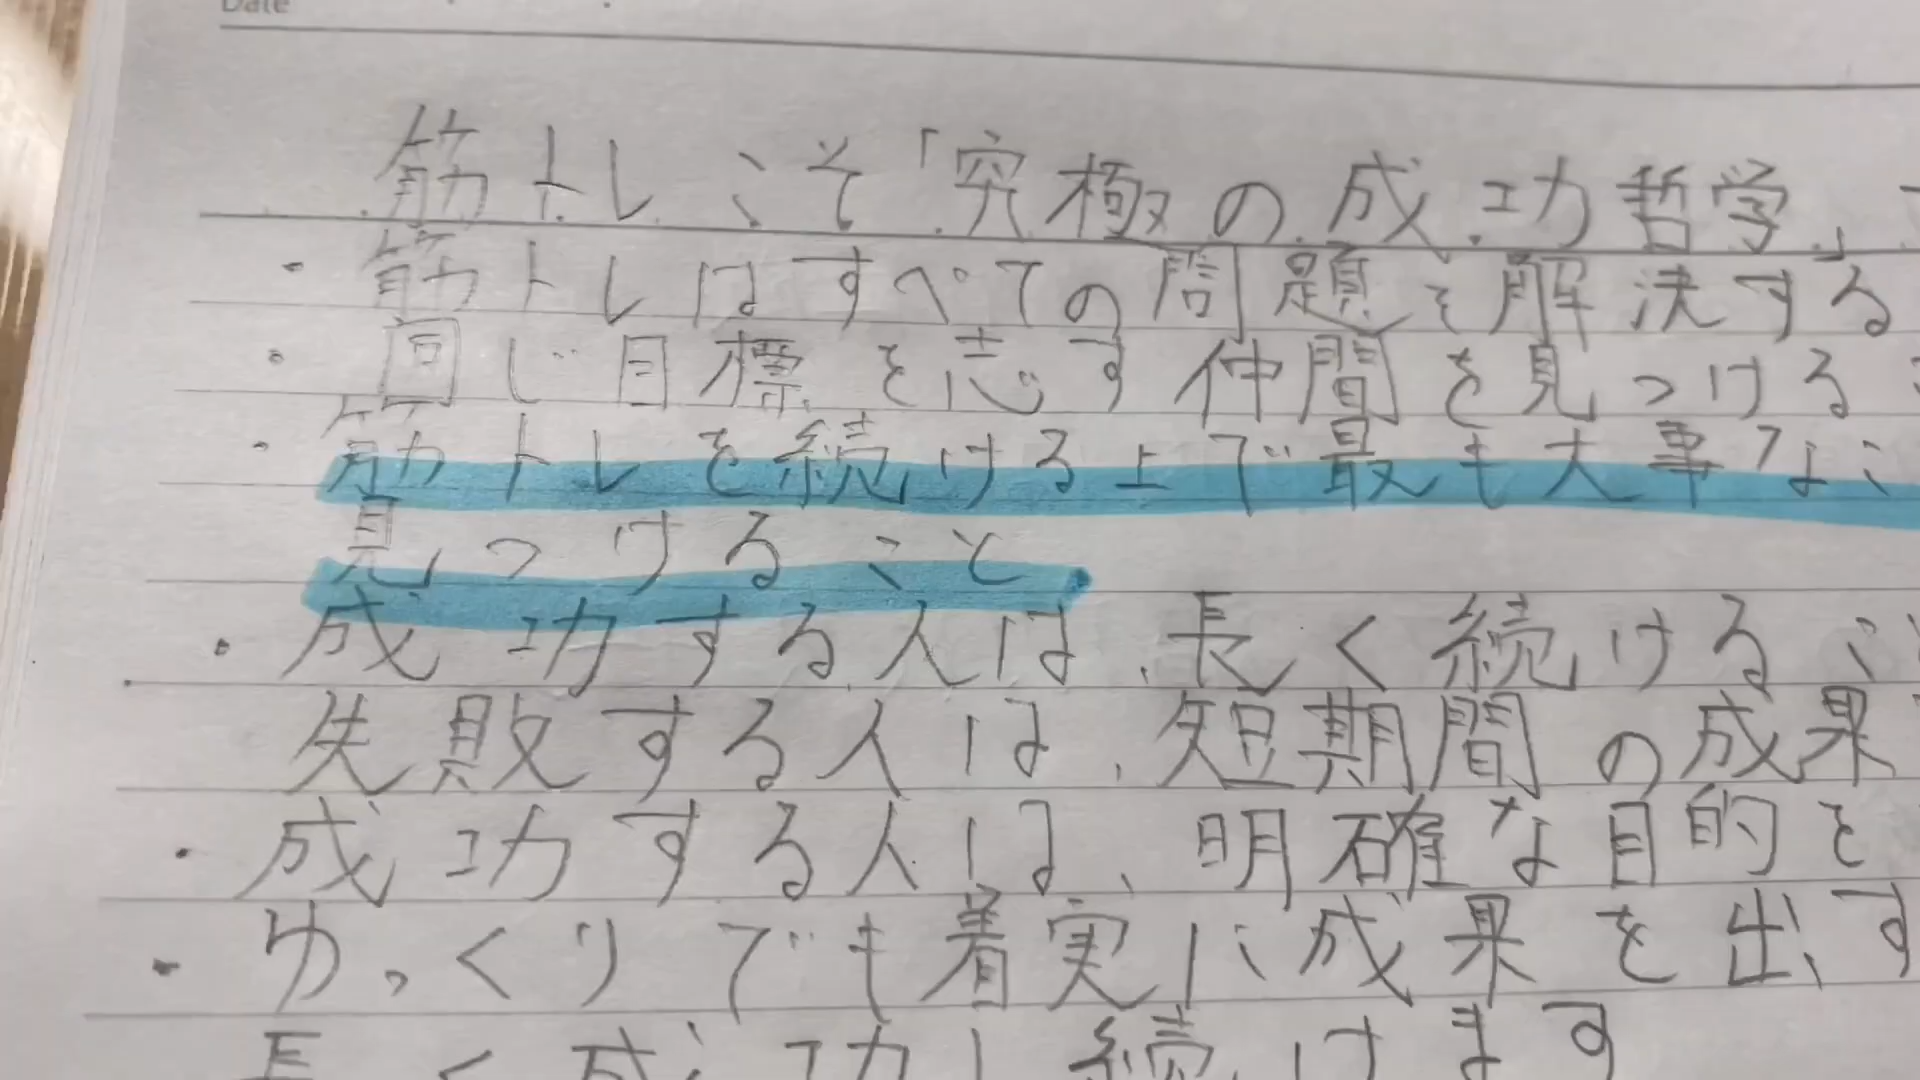 Date
筋トレこそ「究極の成功哲学」
・筋トレはすべての問題を解決する
・同じ目標を志す仲間を見つける
・筋トレを続ける上で最も大事なこ
見つけること
・成功する人は、長く続けるこ
失敗する人は、短期間の成果
・成功する人は、明確な目的を
・ゆっくりでも着実に成果を出す
長く成功し続けます